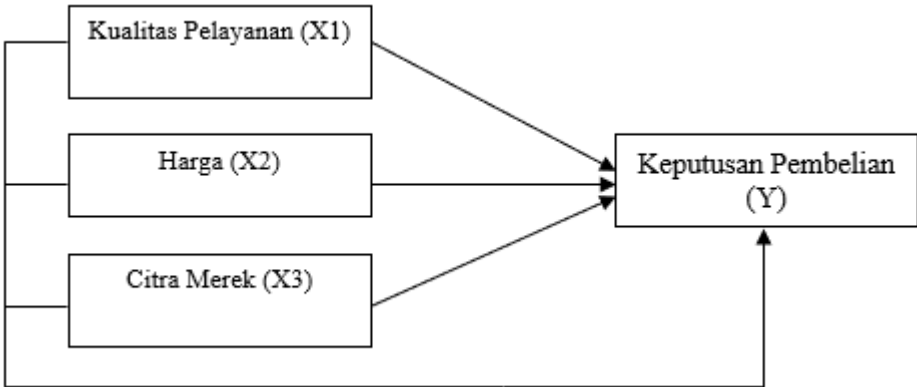 Kualitas Pelayanan (X1)
Harga (X2)
Keputusan Pembelian
(Y)
Citra Merek (X3)